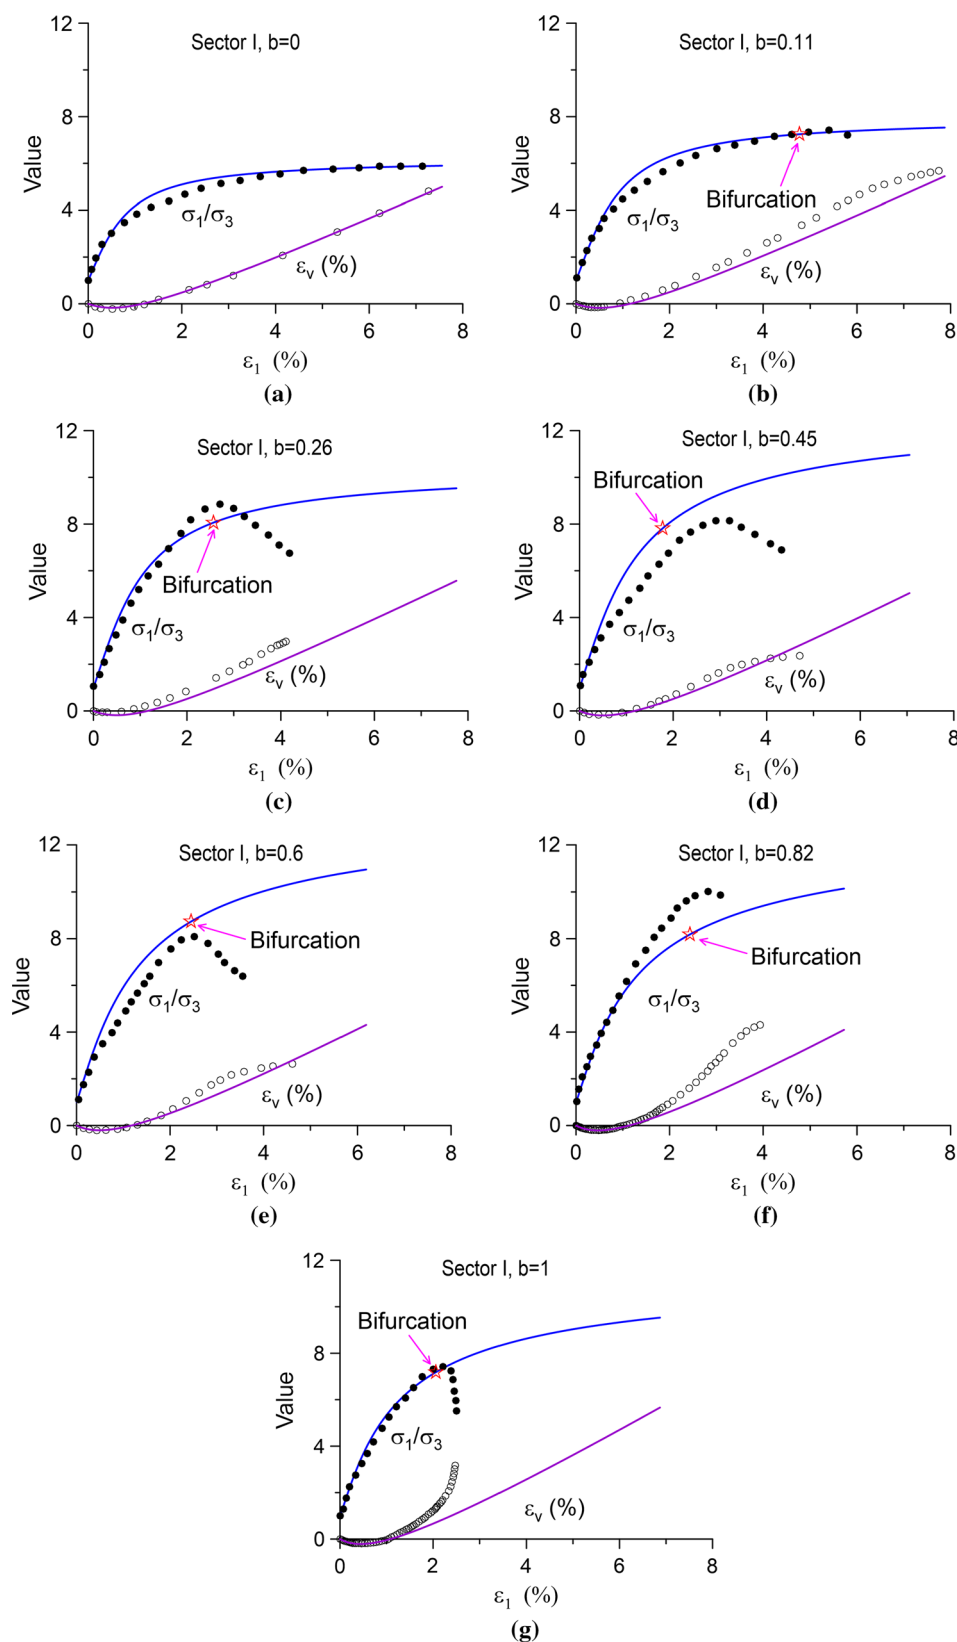 Sector I, b=0
12
8
4
0
Value
σ1/σ3
εv (%)
0 2 4 6 8
ε1 (%)
(a)
Sector I, b=0.11
12
8
4
0
Bifurcation
σ1/σ3
εv (%)
0 2 4 6 8
ε1 (%)
(b)
Sector I, b=0.26
12
8
4
0
Value
Bifurcation
σ1/σ3
εv (%)
0 2 4 6 8
ε1 (%)
(c)
Sector I, b=0.45
12
8
4
0
Bifurcation
σ1/σ3
εv (%)
0 2 4 6 8
ε1 (%)
(d)
Sector I, b=0.6
12
8
4
0
Value
Bifurcation
σ1/σ3
εv (%)
0 2 4 6 8
ε1 (%)
(e)
Sector I, b=0.82
12
8
4
0
Bifurcation
σ1/σ3
εv (%)
0 2 4 6 8
ε1 (%)
(f)
Sector I, b=1
12
8
4
0
Value
Bifurcation
σ1/σ3
εv (%)
0 2 4 6 8
ε1 (%)
(g)